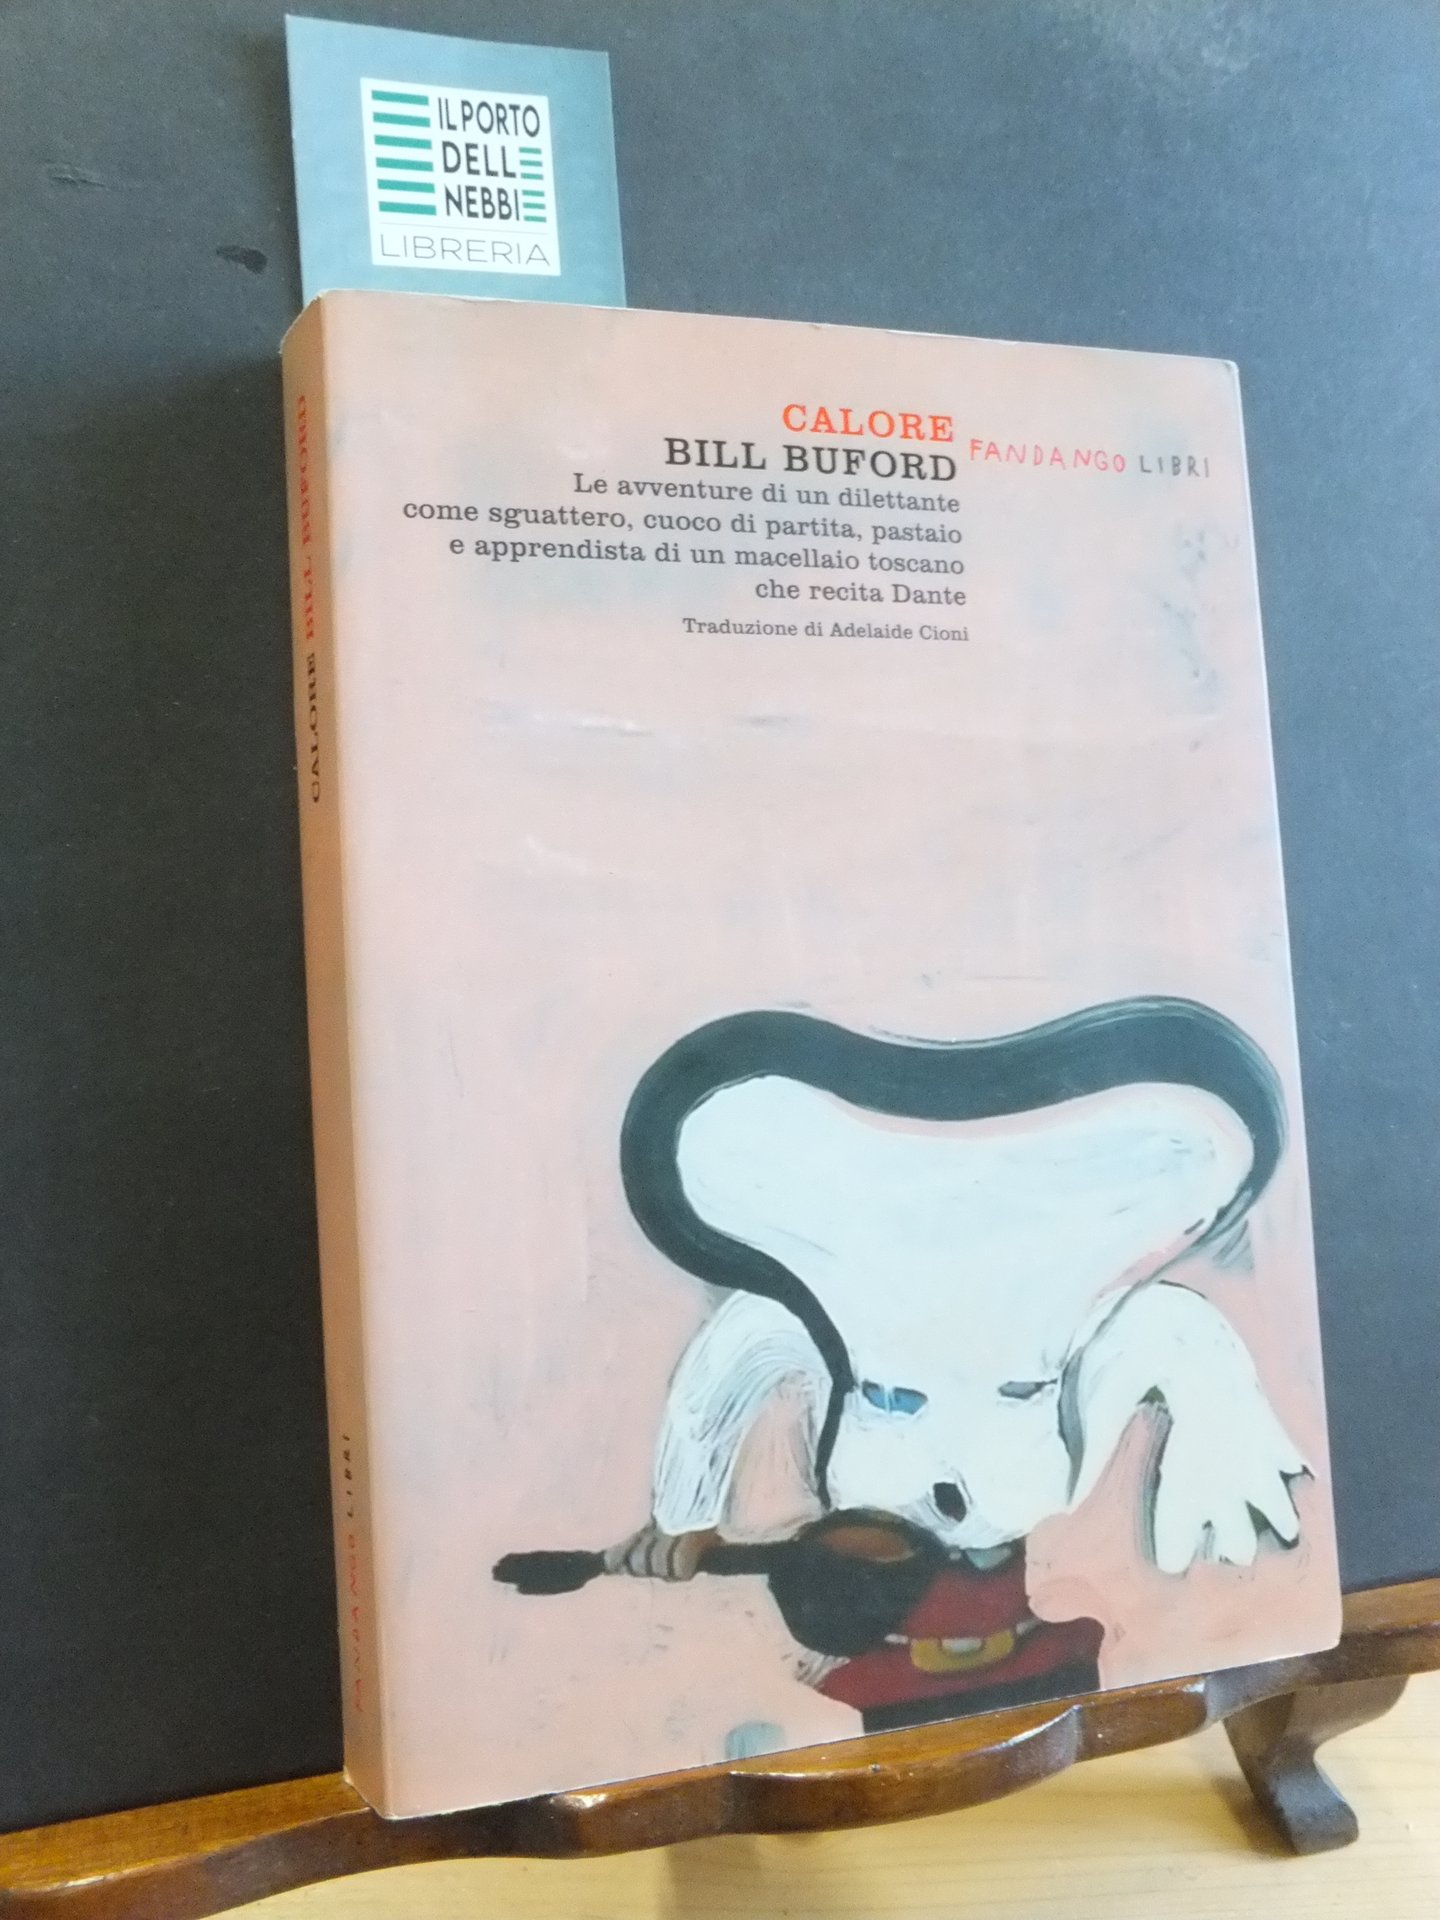 IL PORTO
DELLE
NEBBIE
LIBRERIA
CALORE
BILL BUFORD
FANDANGO LIBRI
Le avventure di un dilettante
come sguattero, cuoco di partita, pastaio
e apprendista di un macellaio toscano
che recita Dante
Traduzione di Adelaide Cioni
CALORE BILL BUFORD
FANDANGO LIBRI